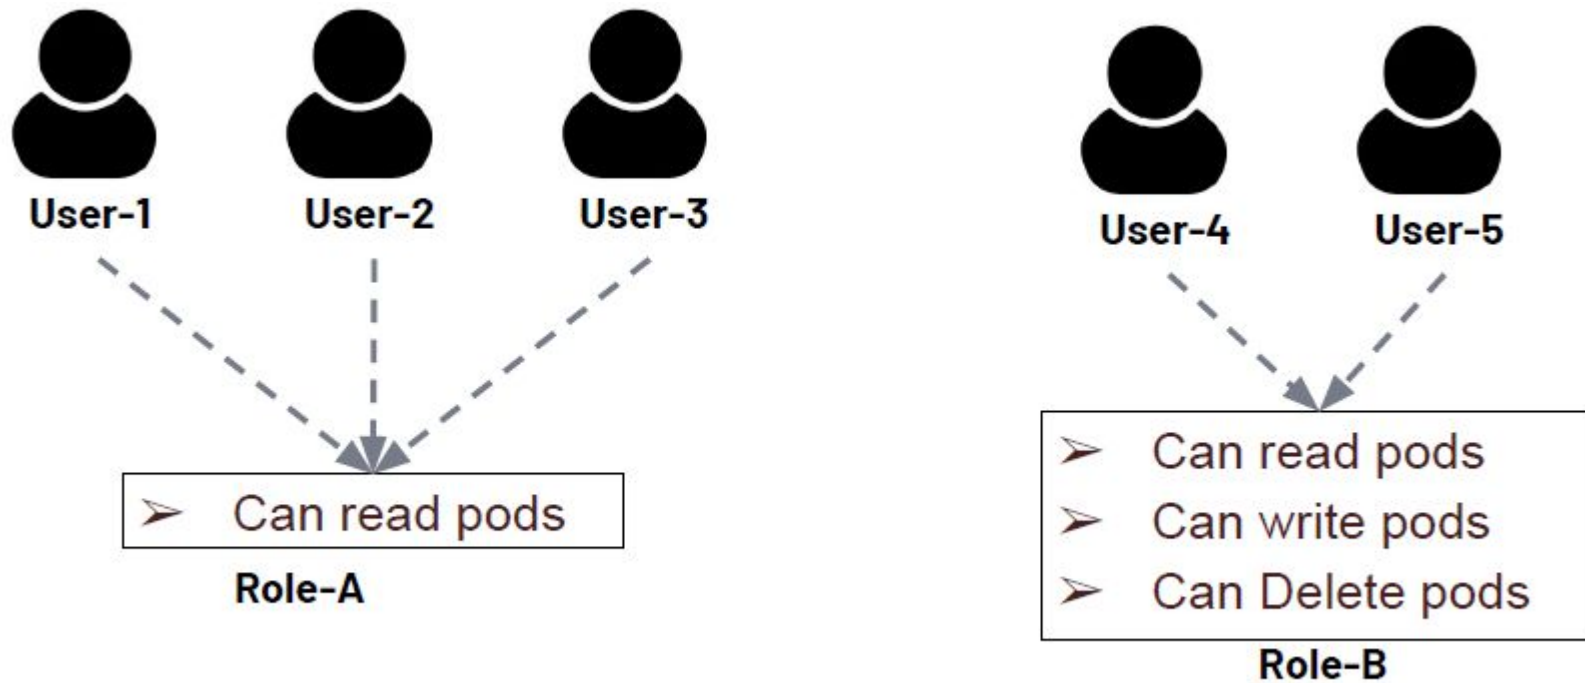 User-1
User-2
User-3
User-4
User-5
➢ Can read pods
Role-A
➢ Can read pods
➢ Can write pods
➢ Can Delete pods
Role-B